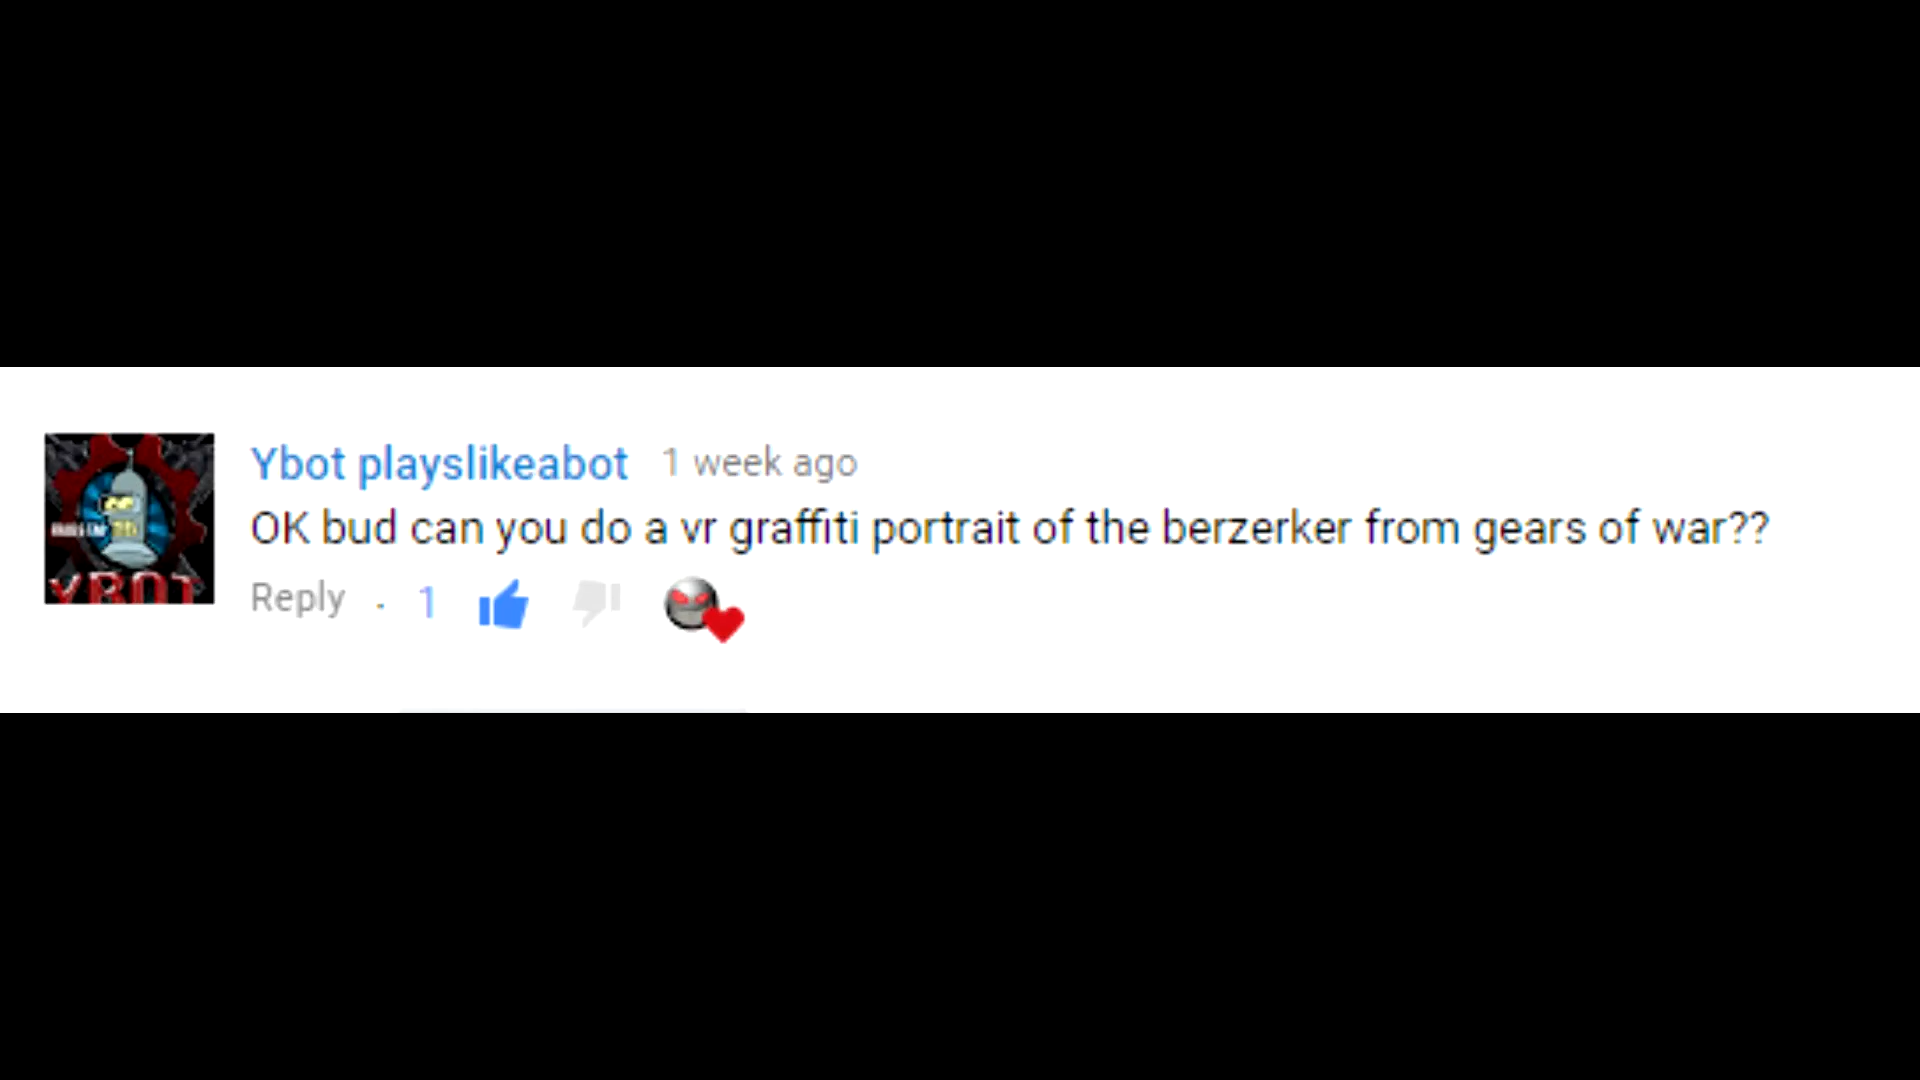 Ybot playslikeabot 1 week ago
OK bud can you do a vr graffiti portrait of the berzerker from gears of war??
Reply · 1
YBOT